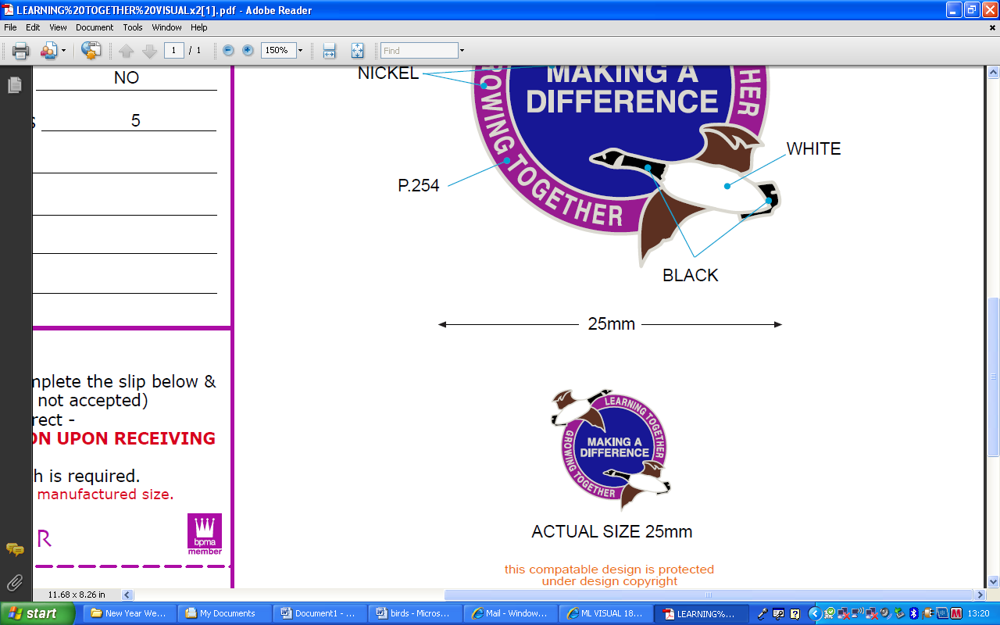 LEARNING%20TOGETHER%20VISUALx2[1].pdf - Adobe Reader
File Edit View Document Tools Window Help
1 / 1 150% Find
NO
5
NICKEL
MAKING A
DIFFERENCE
GROWING TOGETHER
HER
WHITE
P.254
BLACK
25mm
mplete the slip below &
not accepted)
rect -
ON UPON RECEIVING
h is required.
manufactured size.
R
bpma
member
LEARNING TOGETHER
MAKING A
DIFFERENCE
GROWING TOGETHER
ACTUAL SIZE 25mm
this compatable design is protected
under design copyright
11.68 x 8.26 in
start New Year We... My Documents Document1 - ... birds - Micros... Mail - Window... ML VISUAL 18... LEARNING%... 13:20